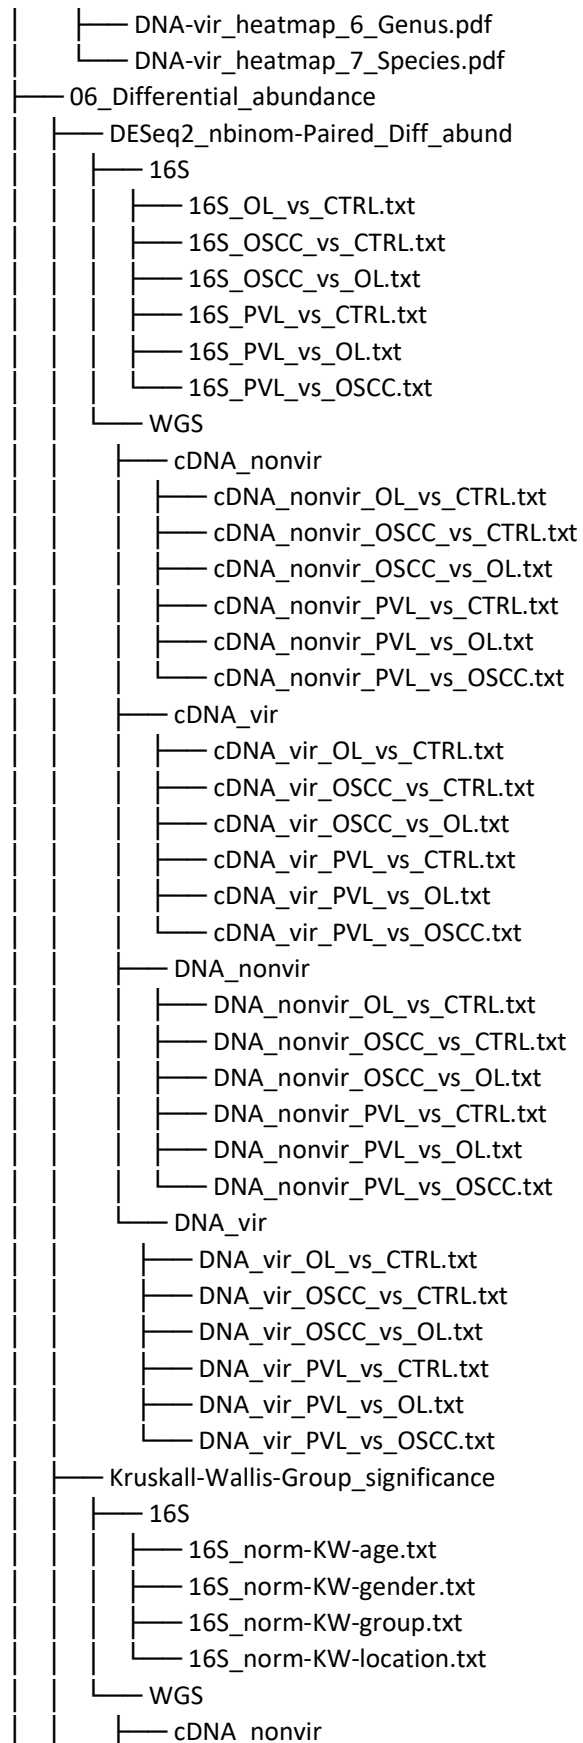 DNA-vir_heatmap_6_Genus.pdf
DNA-vir_heatmap_7_Species.pdf
06_Differential_abundance
DESeq2_nbinom-Paired_Diff_abund
16S
16S_OL_vs_CTRL.txt
16S_OSCC_vs_CTRL.txt
16S_OSCC_vs_OL.txt
16S_PVL_vs_CTRL.txt
16S_PVL_vs_OL.txt
16S_PVL_vs_OSCC.txt
WGS
cDNA_nonvir
cDNA_nonvir_OL_vs_CTRL.txt
cDNA_nonvir_OSCC_vs_CTRL.txt
cDNA_nonvir_OSCC_vs_OL.txt
cDNA_nonvir_PVL_vs_CTRL.txt
cDNA_nonvir_PVL_vs_OL.txt
cDNA_nonvir_PVL_vs_OSCC.txt
cDNA_vir
cDNA_vir_OL_vs_CTRL.txt
cDNA_vir_OSCC_vs_CTRL.txt
cDNA_vir_OSCC_vs_OL.txt
cDNA_vir_PVL_vs_CTRL.txt
cDNA_vir_PVL_vs_OL.txt
cDNA_vir_PVL_vs_OSCC.txt
DNA_nonvir
DNA_nonvir_OL_vs_CTRL.txt
DNA_nonvir_OSCC_vs_CTRL.txt
DNA_nonvir_OSCC_vs_OL.txt
DNA_nonvir_PVL_vs_CTRL.txt
DNA_nonvir_PVL_vs_OL.txt
DNA_nonvir_PVL_vs_OSCC.txt
DNA_vir
DNA_vir_OL_vs_CTRL.txt
DNA_vir_OSCC_vs_CTRL.txt
DNA_vir_OSCC_vs_OL.txt
DNA_vir_PVL_vs_CTRL.txt
DNA_vir_PVL_vs_OL.txt
DNA_vir_PVL_vs_OSCC.txt
Kruskall-Wallis-Group_significance
16S
16S_norm-KW-age.txt
16S_norm-KW-gender.txt
16S_norm-KW-group.txt
16S_norm-KW-location.txt
WGS
cDNA_nonvir